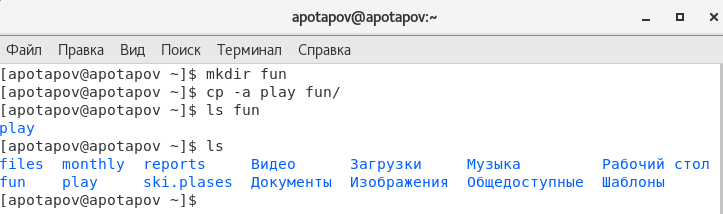 apotapov@apotapov:~
Файл Правка Вид Поиск Терминал Справка
[apotapov@apotapov ~]$ mkdir fun
[apotapov@apotapov ~]$ cp -a play fun/
[apotapov@apotapov ~]$ ls fun
play
[apotapov@apotapov ~]$ ls
files monthly reports Видео Загрузки Музыка Рабочий стол
fun play ski.plases Документы Изображения Общедоступные Шаблоны
[apotapov@apotapov ~]$